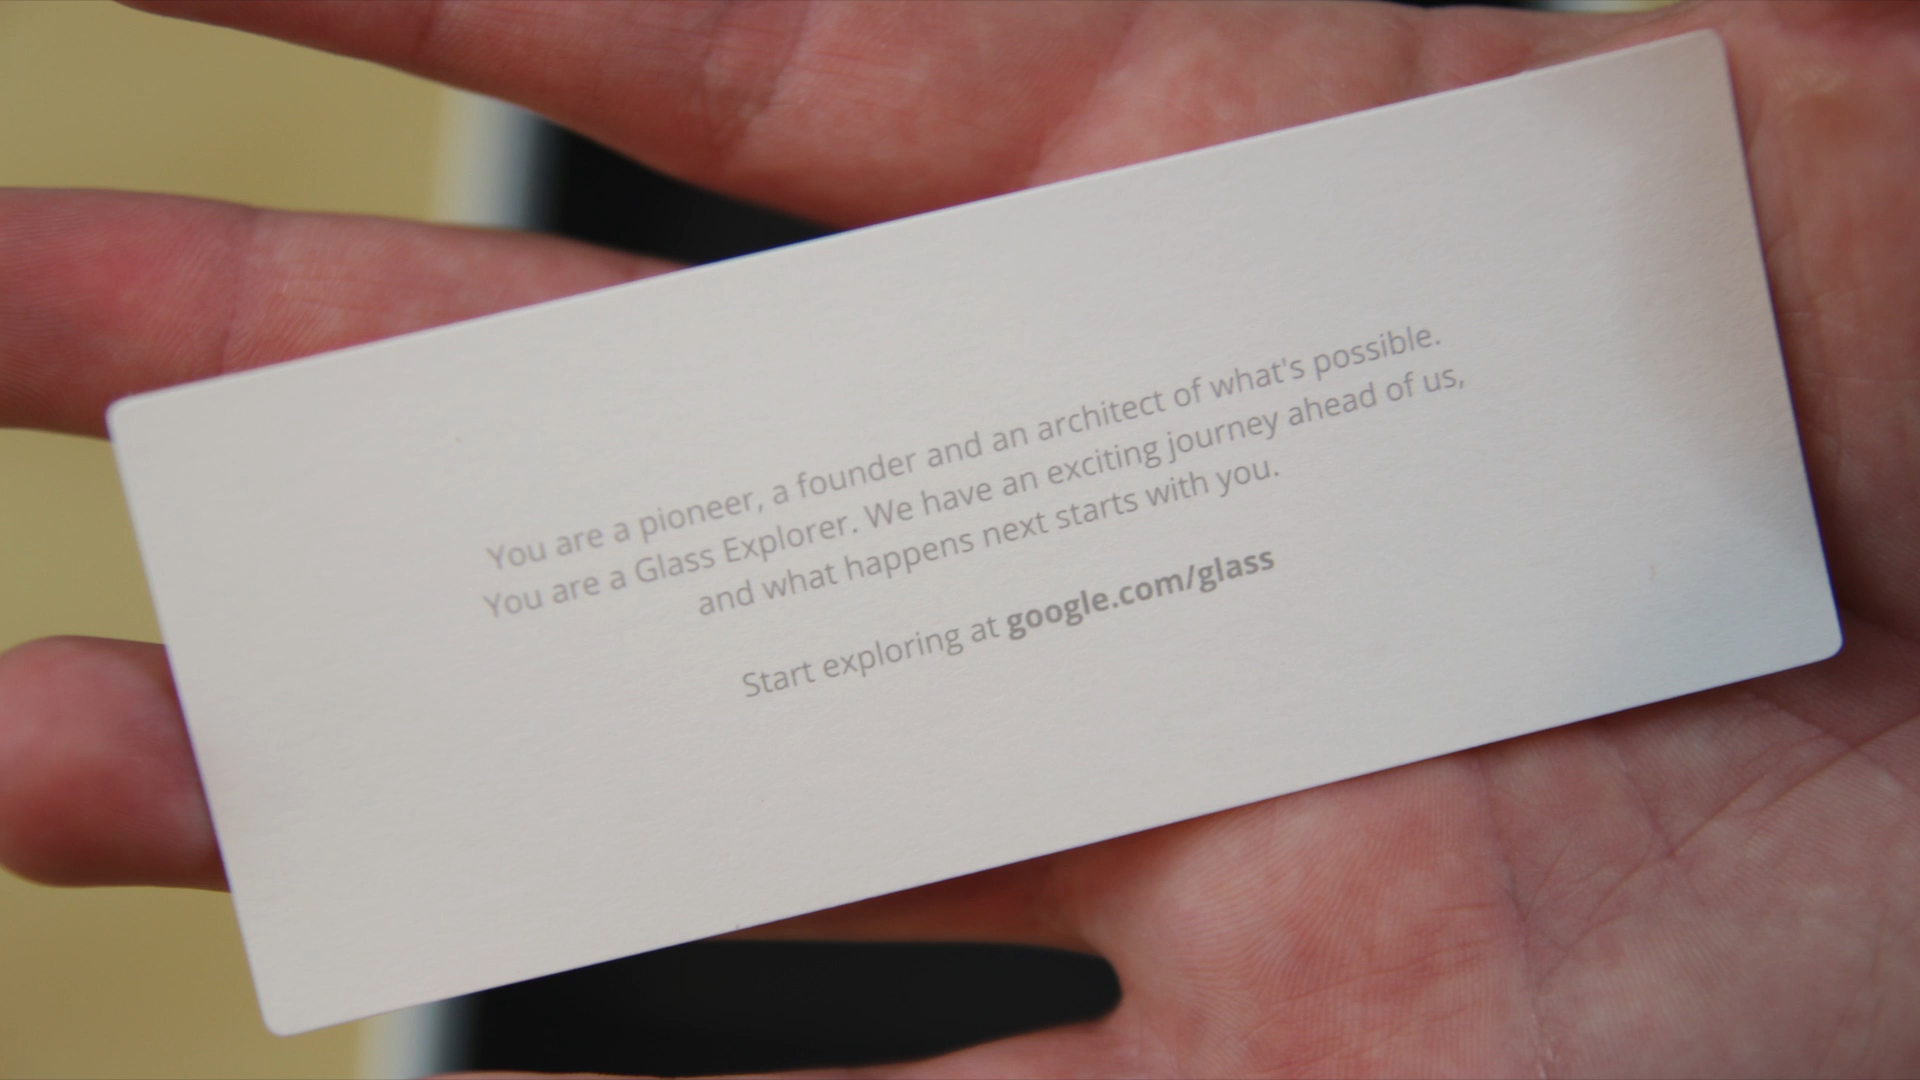 You are a pioneer, a founder and an architect of what's possible.
You are a Glass Explorer. We have an exciting journey ahead of us,
and what happens next starts with you.
Start exploring at google.com/glass